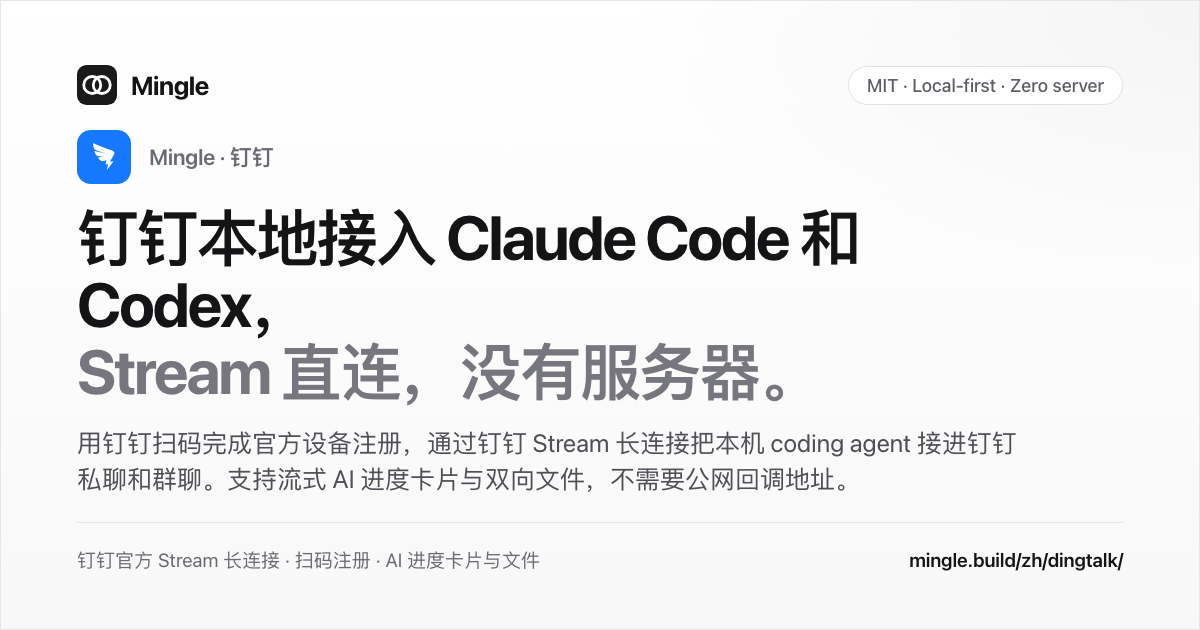 Mingle
MIT · Local-first · Zero server
Mingle · 钉钉
钉钉本地接入 Claude Code 和
Codex，
Stream 直连，没有服务器。
用钉钉扫码完成官方设备注册，通过钉钉 Stream 长连接把本机 coding agent 接进钉钉
私聊和群聊。支持流式 AI 进度卡片与双向文件，不需要公网回调地址。
钉钉官方 Stream 长连接 · 扫码注册 · AI 进度卡片与文件
mingle.build/zh/dingtalk/